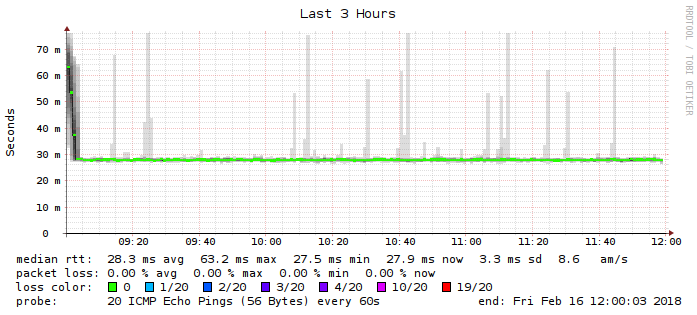 Last 3 Hours
RRDTOOL / TOBI OETIKER
Seconds
70 m
60 m
50 m
40 m
30 m
20 m
10 m
0
09:20 09:40 10:00 10:20 10:40 11:00 11:20 11:40 12:00
median rtt: 28.3 ms avg 63.2 ms max 27.5 ms min 27.9 ms now 3.3 ms sd 8.6 am/s
packet loss: 0.00 % avg 0.00 % max 0.00 % min 0.00 % now
loss color: 0 1/20 2/20 3/20 4/20 10/20 19/20
probe: 20 ICMP Echo Pings (56 Bytes) every 60s end: Fri Feb 16 12:00:03 2018